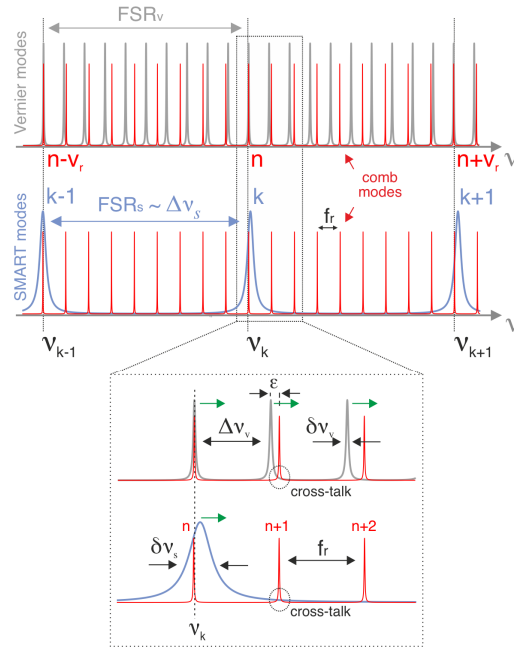 FSRᵥ
Vernier modes
ν
n-νᵣ
n
n+νᵣ
comb
modes
k-1
k
k+1
FSRₛ ~ Δνₛ
fᵣ
SMART modes
ν
νₖ₋₁
νₖ
νₖ₊₁
ε
Δνᵥ
δνᵥ
cross-talk
n
n+1
n+2
δνₛ
fᵣ
cross-talk
νₖ